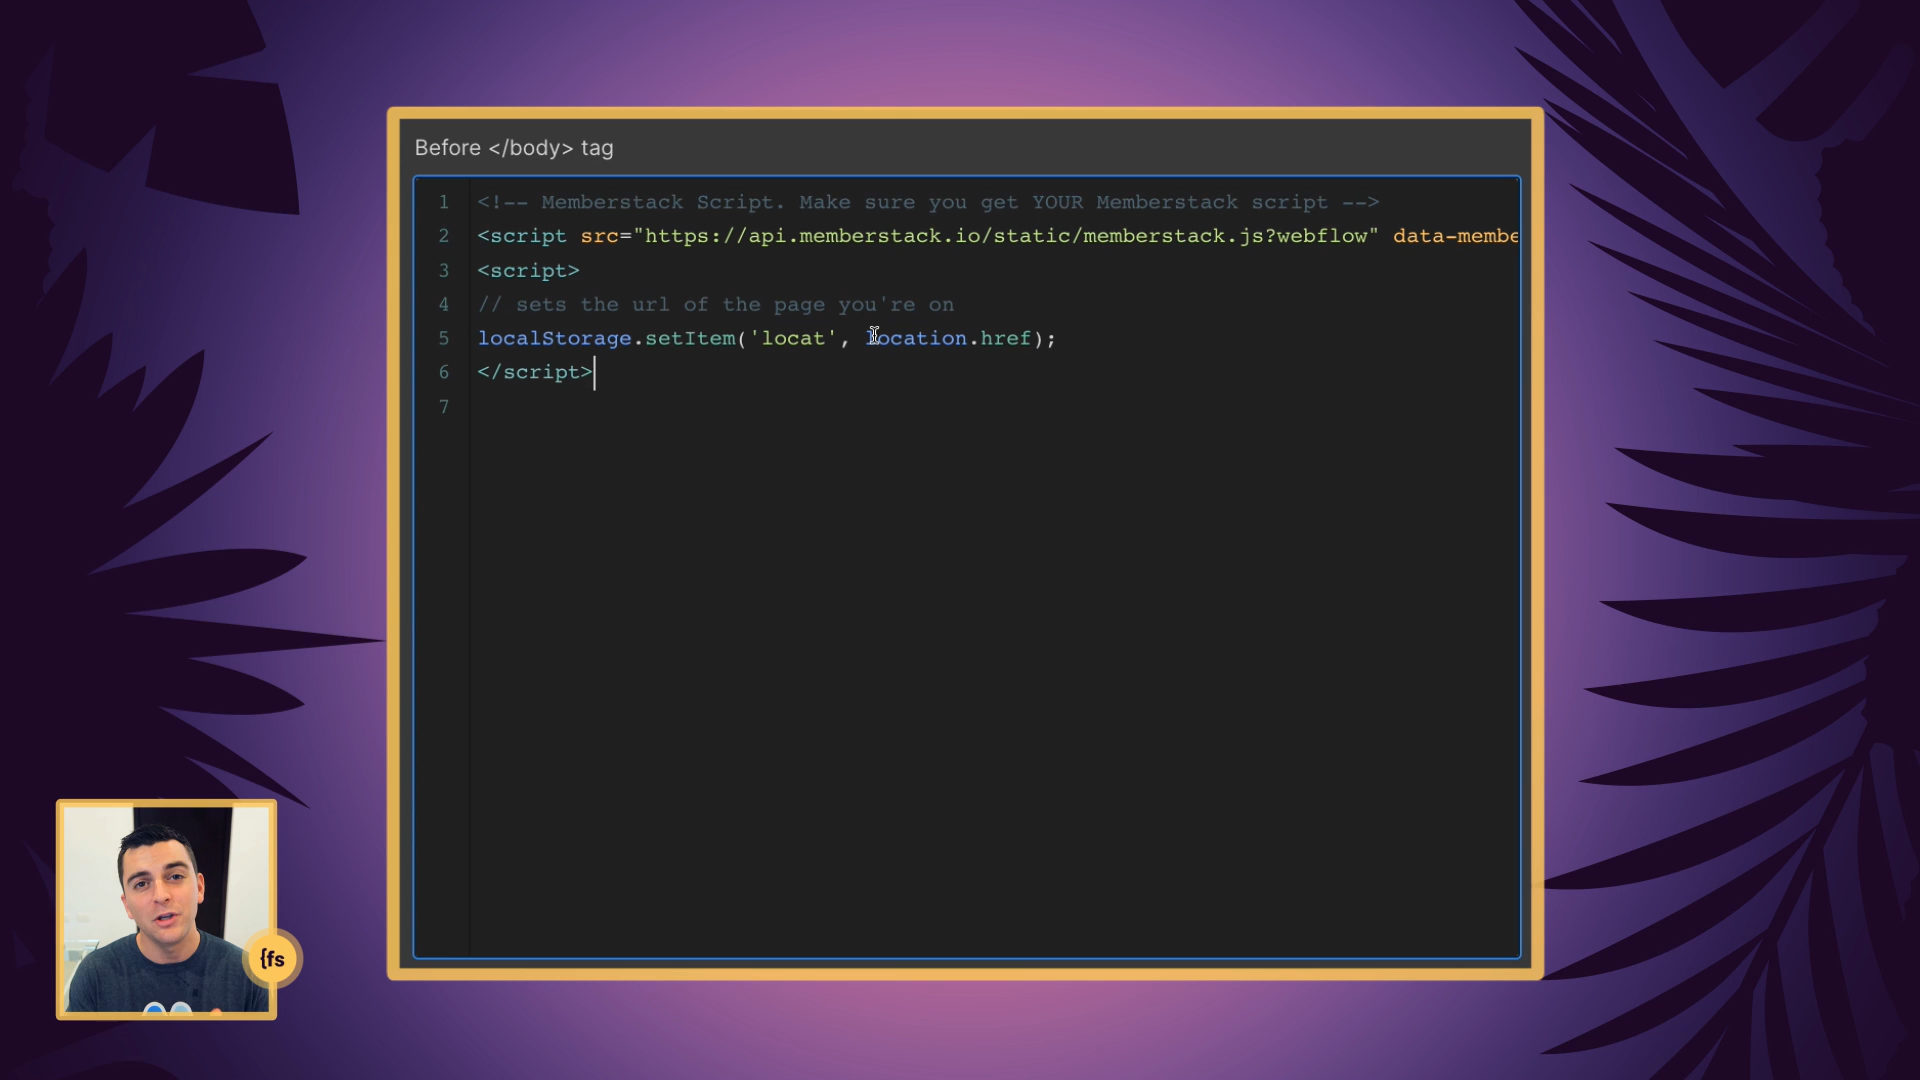 Before </body> tag
1 <!-- Memberstack Script. Make sure you get YOUR Memberstack script -->
2 <script src="https://api.memberstack.io/static/memberstack.js?webflow" data-membe
3 <script>
4 // sets the url of the page you're on
5 localStorage.setItem('locat', location.href);
6 </script>
7
{fs